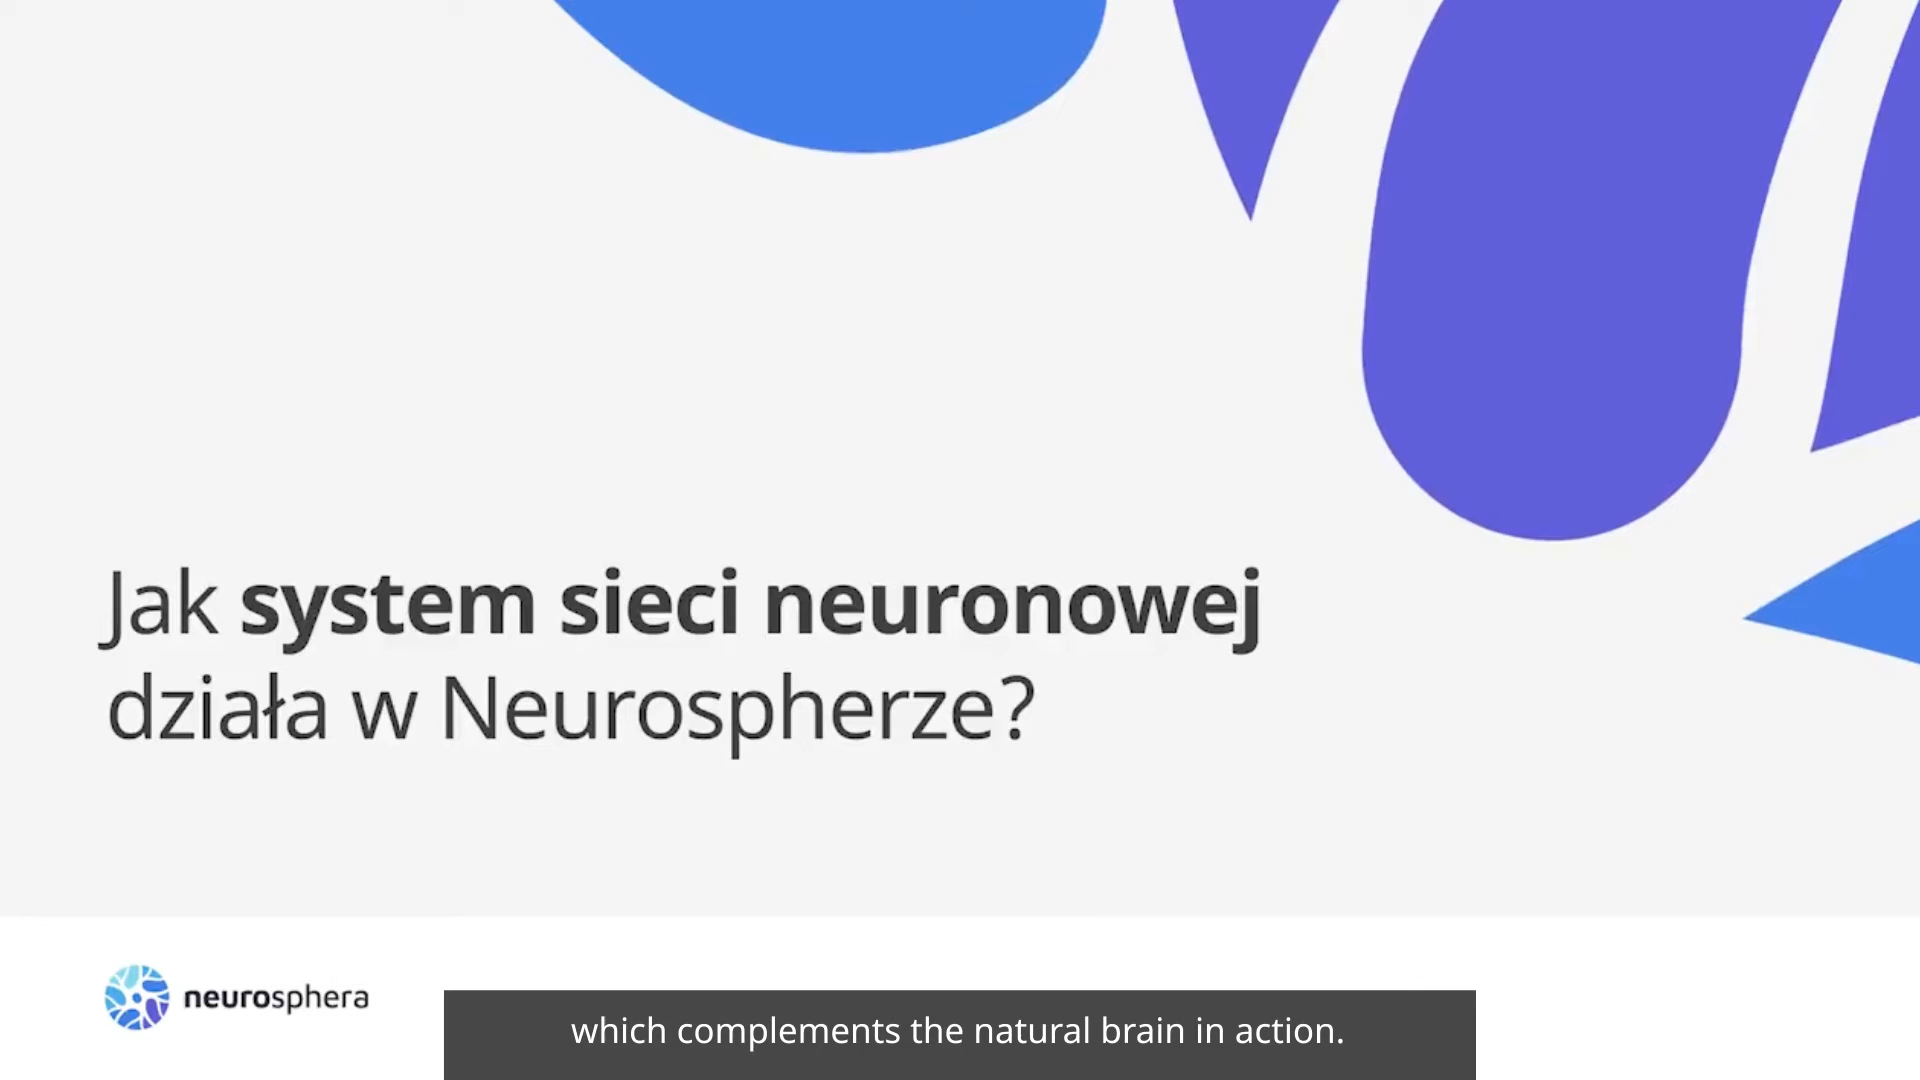 Jak system sieci neuronowej
działa w Neurospherze?
neurosphera
which complements the natural brain in action.